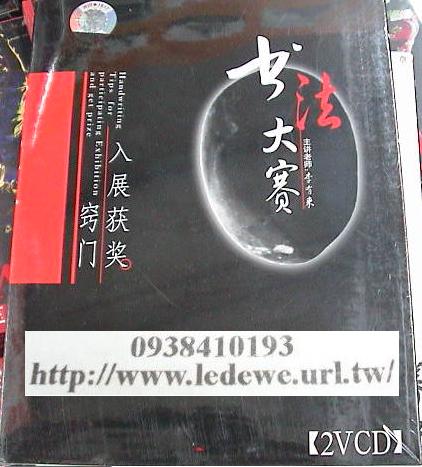 书法
大赛
主讲老师:李有来
入展获奖
窍门
Handwriting
Tips for
participating Exhibition
and get prize
0938410193
http://www.ledewe.url.tw/
【2VCD】